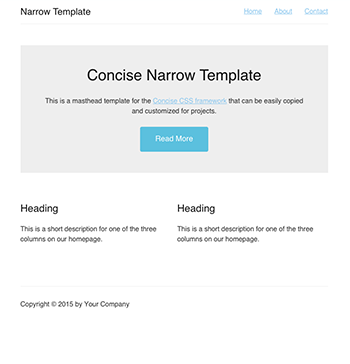 Narrow Template
Home About Contact
Concise Narrow Template
This is a masthead template for the Concise CSS framework that can be easily copied
and customized for projects.
Read More
Heading
This is a short description for one of the three
columns on our homepage.
Heading
This is a short description for one of the three
columns on our homepage.
Copyright © 2015 by Your Company